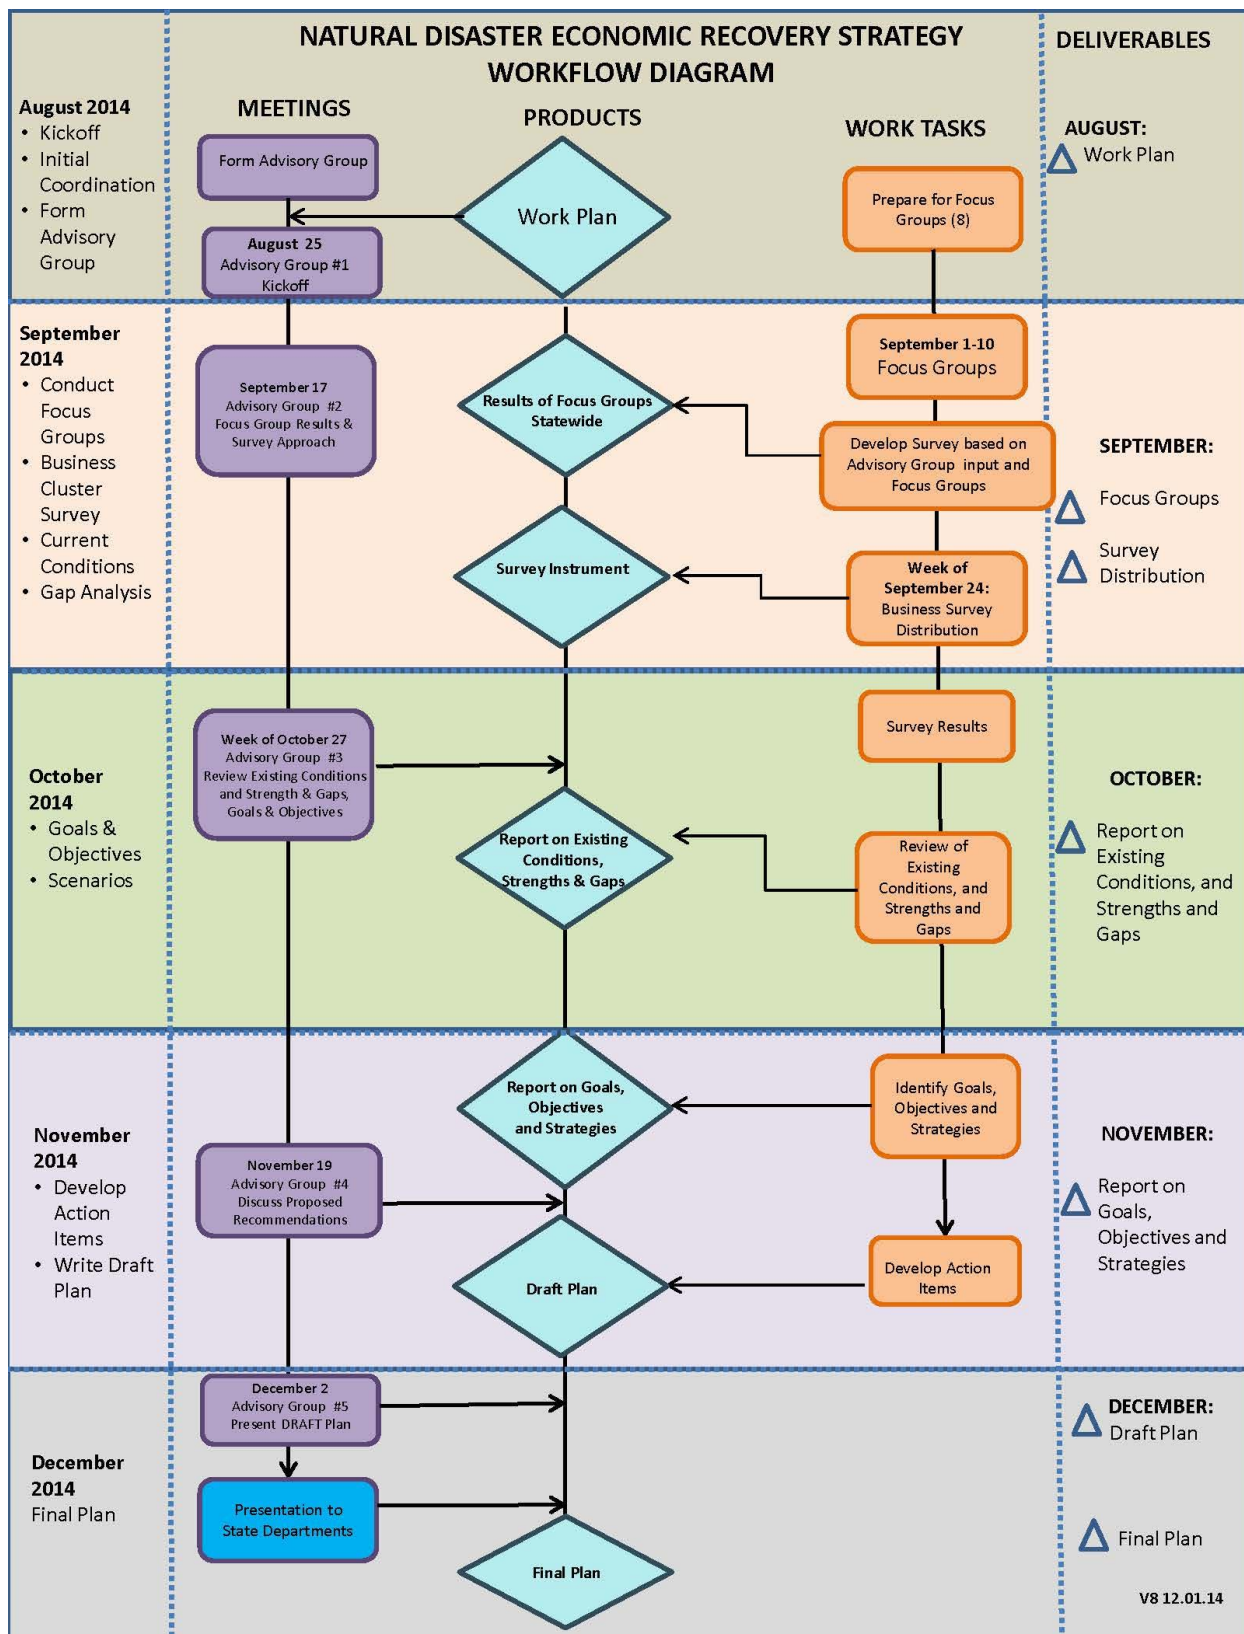 NATURAL DISASTER ECONOMIC RECOVERY STRATEGY
WORKFLOW DIAGRAM
DELIVERABLES
MEETINGS
PRODUCTS
WORK TASKS
August 2014
• Kickoff
• Initial
Coordination
• Form
Advisory
Group
Form Advisory Group
August 25
Advisory Group #1
Kickoff
Work Plan
Prepare for Focus
Groups (8)
AUGUST:
Work Plan
September
2014
• Conduct
Focus
Groups
• Business
Cluster
Survey
• Current
Conditions
• Gap Analysis
September 17
Advisory Group #2
Focus Group Results &
Survey Approach
Results of Focus Groups
Statewide
Survey Instrument
September 1-10
Focus Groups
Develop Survey based on
Advisory Group input and
Focus Groups
Week of
September 24:
Business Survey
Distribution
SEPTEMBER:
Focus Groups
Survey
Distribution
October
2014
• Goals &
Objectives
• Scenarios
Week of October 27
Advisory Group #3
Review Existing Conditions
and Strength & Gaps,
Goals & Objectives
Report on Existing
Conditions,
Strengths & Gaps
Survey Results
Review of
Existing
Conditions, and
Strengths and
Gaps
OCTOBER:
Report on
Existing
Conditions, and
Strengths and
Gaps
November
2014
• Develop
Action
Items
• Write Draft
Plan
November 19
Advisory Group #4
Discuss Proposed
Recommendations
Report on Goals,
Objectives
and Strategies
Draft Plan
Identify Goals,
Objectives and
Strategies
Develop Action
Items
NOVEMBER:
Report on
Goals,
Objectives and
Strategies
December
2014
Final Plan
December 2
Advisory Group #5
Present DRAFT Plan
Presentation to
State Departments
Final Plan
DECEMBER:
Draft Plan
Final Plan
V8 12.01.14